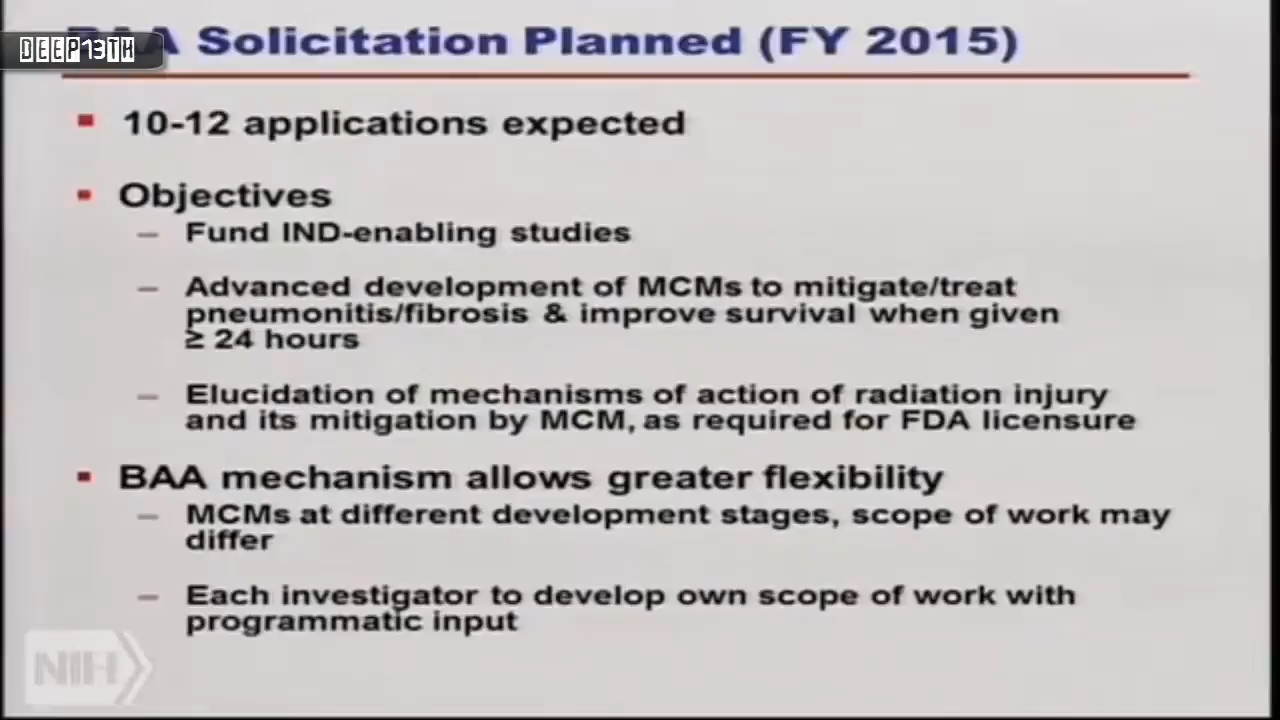 DEEP13TH
A Solicitation Planned (FY 2015)
10-12 applications expected
Objectives
– Fund IND-enabling studies
– Advanced development of MCMs to mitigate/treat
pneumonitis/fibrosis & improve survival when given
≥ 24 hours
– Elucidation of mechanisms of action of radiation injury
and its mitigation by MCM, as required for FDA licensure
BAA mechanism allows greater flexibility
– MCMs at different development stages, scope of work may
differ
– Each investigator to develop own scope of work with
programmatic input
NIH